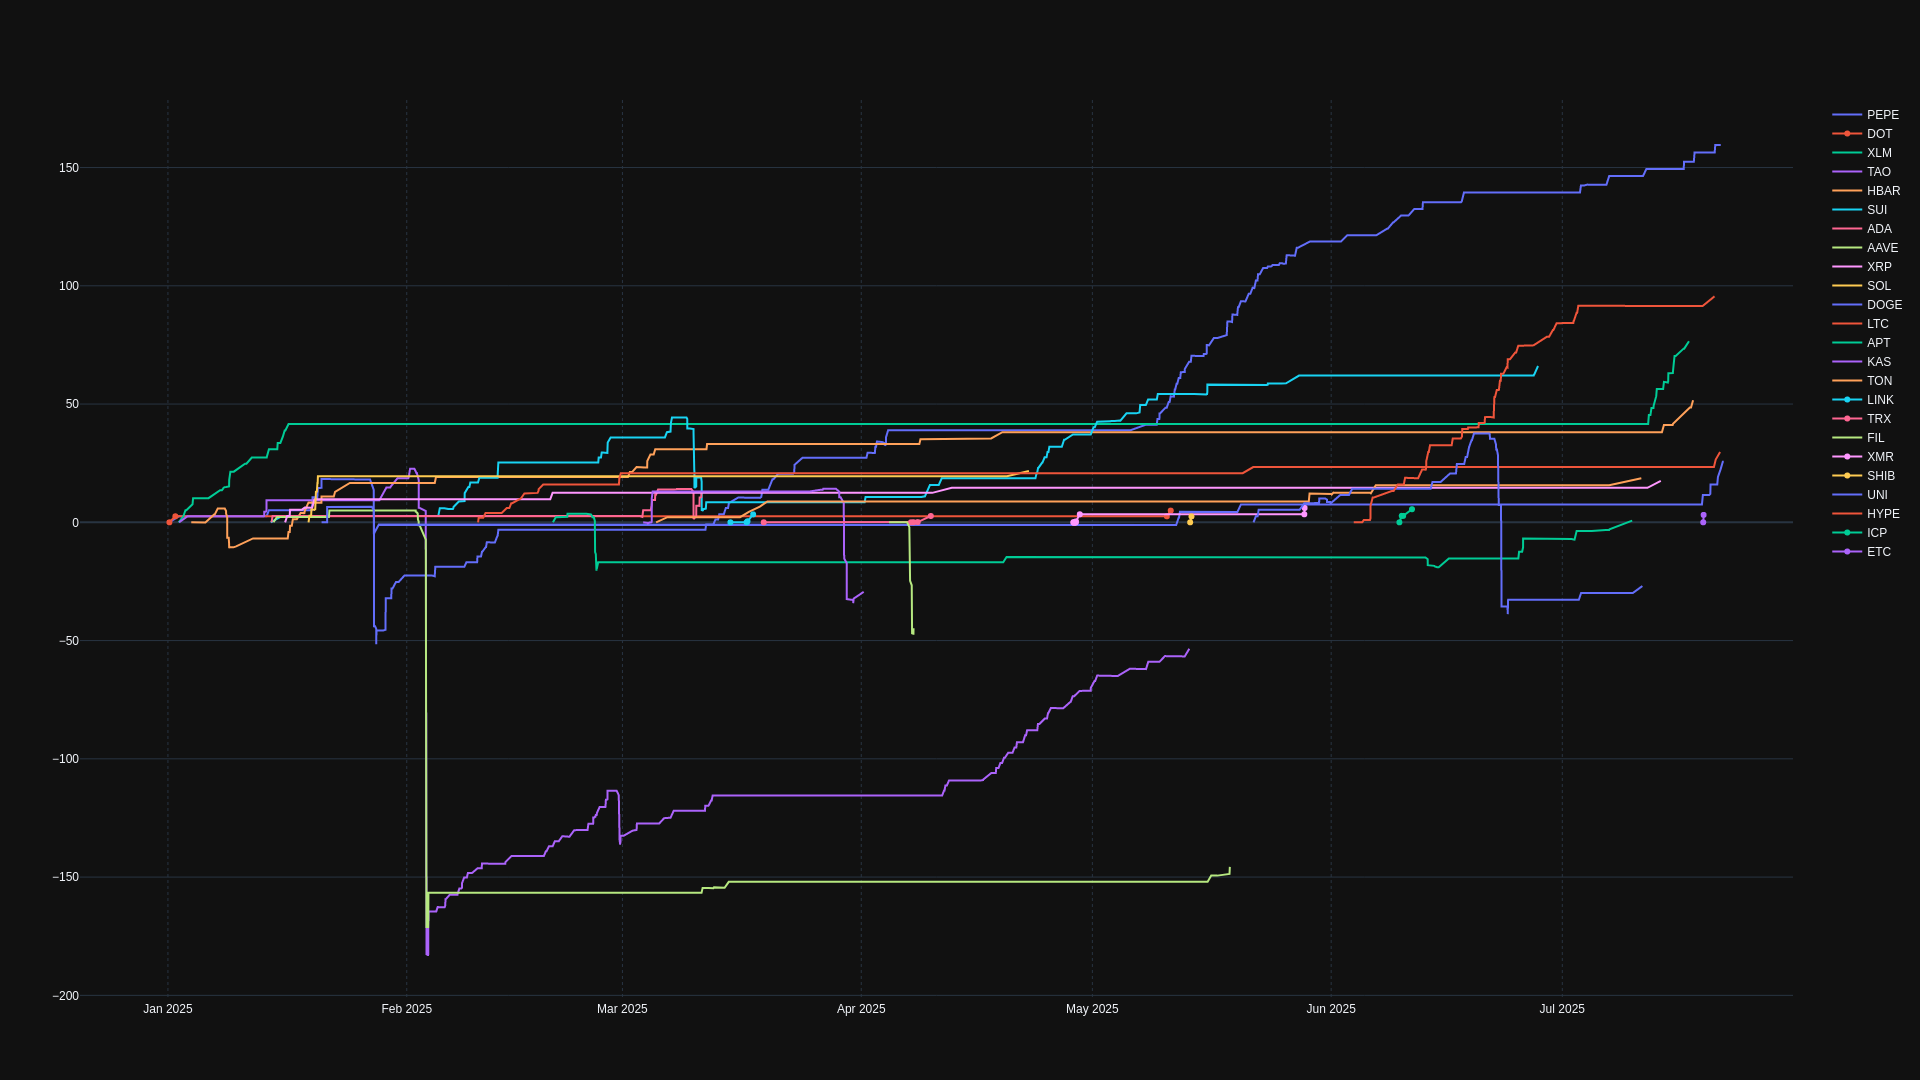 150
100
50
0
−50
−100
−150
−200
Jan 2025
Feb 2025
Mar 2025
Apr 2025
May 2025
Jun 2025
Jul 2025
PEPE
DOT
XLM
TAO
HBAR
SUI
ADA
AAVE
XRP
SOL
DOGE
LTC
APT
KAS
TON
LINK
TRX
FIL
XMR
SHIB
UNI
HYPE
ICP
ETC